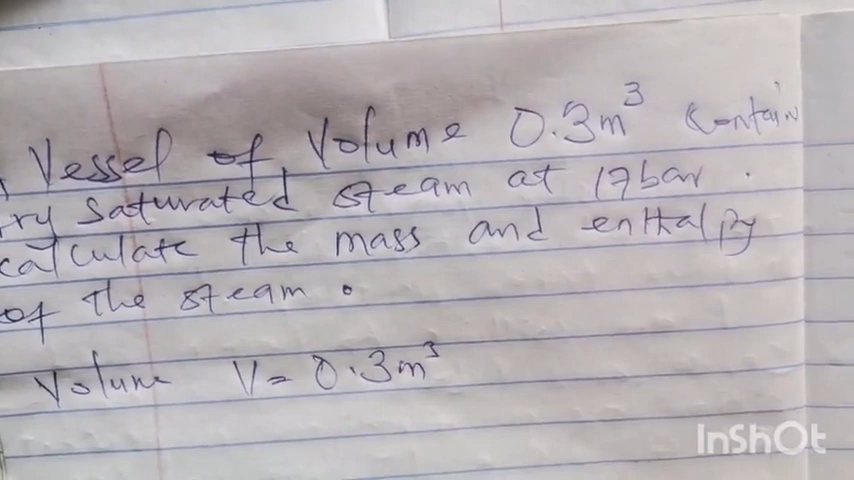 Vessel of Volume 0.3m³ Contain
ry saturated steam at 17bar.
calculate the mass and enthalpy
of the steam.
Volume V= 0.3m³
InShOt